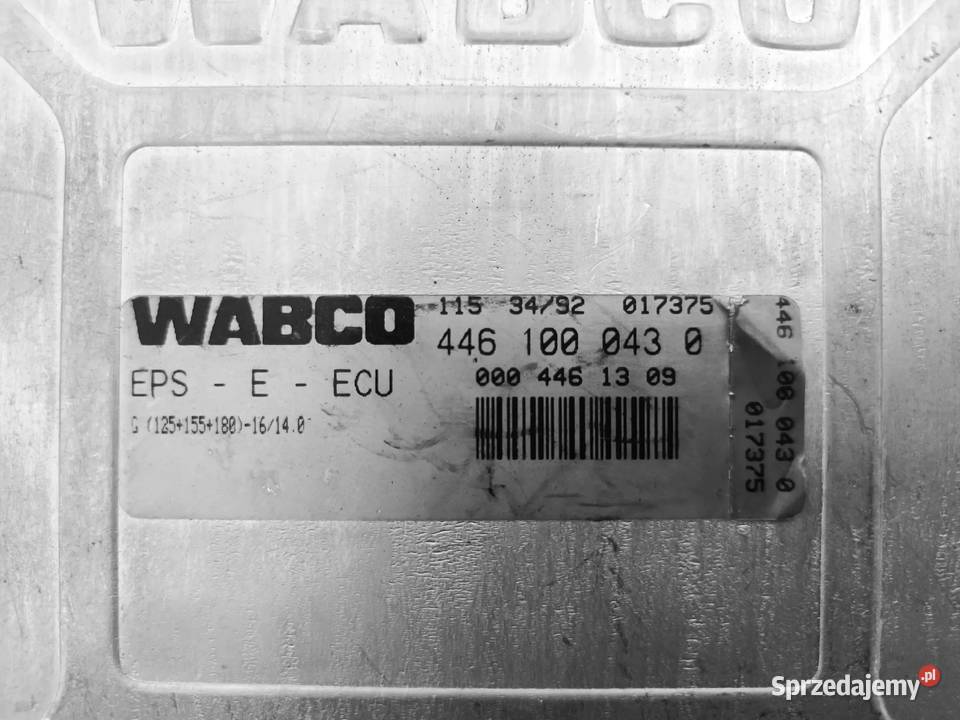 WABCO
WABCO
115 34/92 017375
446 100 043 0
EPS - E - ECU
000 446 13 09
G (125+155+180)-16/14.0
446 100 043 0
017375
Sprzedajemy.pl